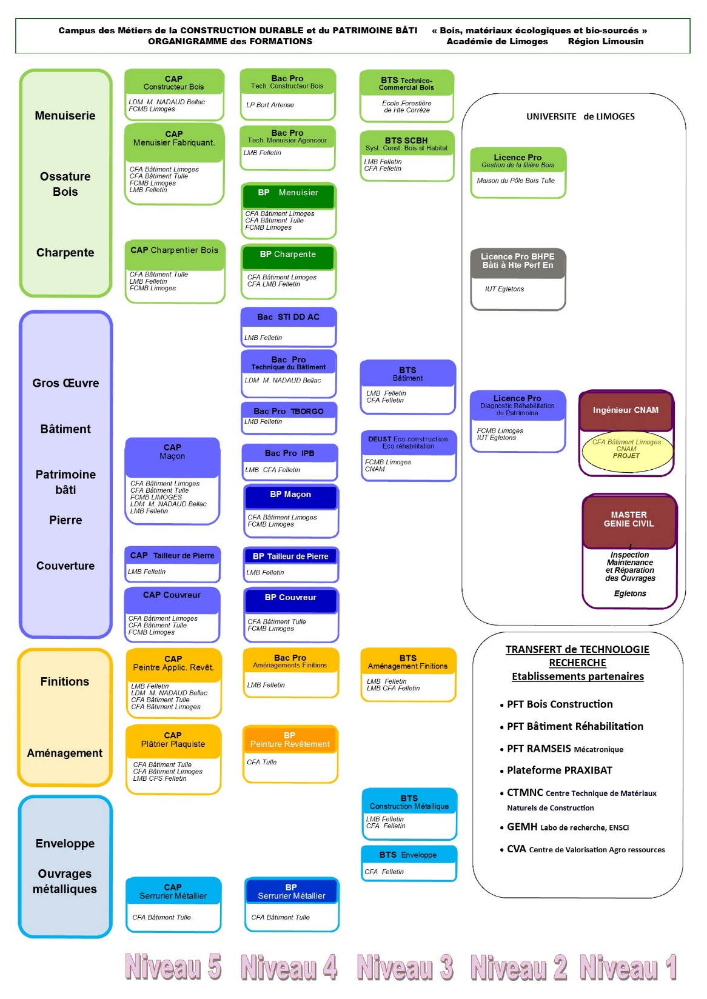 Campus des Métiers de la CONSTRUCTION DURABLE et du PATRIMOINE BÂTI « Bois, matériaux écologiques et bio-sourcés »
ORGANIGRAMME des FORMATIONS Académie de Limoges Région Limousin
Menuiserie
Ossature
Bois
Charpente
CAP
Constructeur Bois
LDM M. NADAUD Bellac
FCMB Limoges
CAP
Menuisier Fabriquant.
CFA Bâtiment Limoges
CFA Bâtiment Tulle
FCMB Limoges
LMB Felletin
CAP Charpentier Bois
CFA Bâtiment Tulle
LMB Felletin
FCMB Limoges
Bac Pro
Tech. Constructeur Bois
LP Bort Artense
Bac Pro
Tech. Menuisier Agenceur
LMB Felletin
BP Menuisier
CFA Bâtiment Limoges
CFA Bâtiment Tulle
FCMB Limoges
BP Charpente
CFA Bâtiment Limoges
CFA LMB Felletin
BTS Technico-
Commercial Bois
Ecole Forestière
de Hte Corrèze
BTS SCBH
Syst. Const. Bois et Habitat
LMB Felletin
CFA Felletin
UNIVERSITE de LIMOGES
Licence Pro
Gestion de la filière Bois
Maison du Pôle Bois Tulle
Licence Pro BHPE
Bâti à Hte Perf En
IUT Egletons
Gros Œuvre
Bâtiment
Patrimoine
bâti
Pierre
Couverture
CAP
Maçon
CFA Bâtiment Limoges
CFA Bâtiment Tulle
FCMB LIMOGES
LDM M. NADAUD Bellac
LMB Felletin
CAP Tailleur de Pierre
LMB Felletin
CAP Couvreur
CFA Bâtiment Limoges
CFA Bâtiment Tulle
FCMB Limoges
Bac STI DD AC
LMB Felletin
Bac Pro
Technique du Bâtiment
LDM M. NADAUD Bellac
Bac Pro TBORGO
LMB Felletin
Bac Pro IPB
LMB CFA Felletin
BP Maçon
CFA Bâtiment Limoges
FCMB Limoges
BP Tailleur de Pierre
LMB Felletin
BP Couvreur
CFA Bâtiment Tulle
FCMB Limoges
BTS
Bâtiment
LMB Felletin
CFA Felletin
DEUST Eco construction
Eco réhabilitation
FCMB Limoges
CNAM
Licence Pro
Diagnostic Réhabilitation
du Patrimoine
FCMB Limoges
IUT Egletons
Ingénieur CNAM
CFA Bâtiment Limoges
CNAM
PROJET
MASTER
GENIE CIVIL
I
Inspection
Maintenance
et Réparation
des Ouvrages
Egletons
Finitions
Aménagement
CAP
Peintre Applic. Revêt.
LMB Felletin
LDM M. NADAUD Bellac
CFA Bâtiment Tulle
CFA Bâtiment Limoges
CAP
Plâtrier Plaquiste
CFA Bâtiment Tulle
CFA Bâtiment Limoges
LMB CPS Felletin
Bac Pro
Aménagements Finitions
LMB Felletin
BP
Peinture Revêtement
CFA Tulle
BTS
Aménagement Finitions
LMB Felletin
LMB CFA Felletin
TRANSFERT de TECHNOLOGIE
RECHERCHE
Etablissements partenaires
• PFT Bois Construction
• PFT Bâtiment Réhabilitation
• PFT RAMSEIS Mécatronique
• Plateforme PRAXIBAT
• CTMNC Centre Technique de Matériaux
Naturels de Construction
• GEMH Labo de recherche, ENSCI
• CVA Centre de Valorisation Agro ressources
Enveloppe
Ouvrages
métalliques
CAP
Serrurier Métallier
CFA Bâtiment Tulle
BP
Serrurier Métallier
CFA Bâtiment Tulle
BTS
Construction Métallique
LMB Felletin
CFA Felletin
BTS Enveloppe
CFA Felletin
Niveau 5 Niveau 4 Niveau 3 Niveau 2 Niveau 1